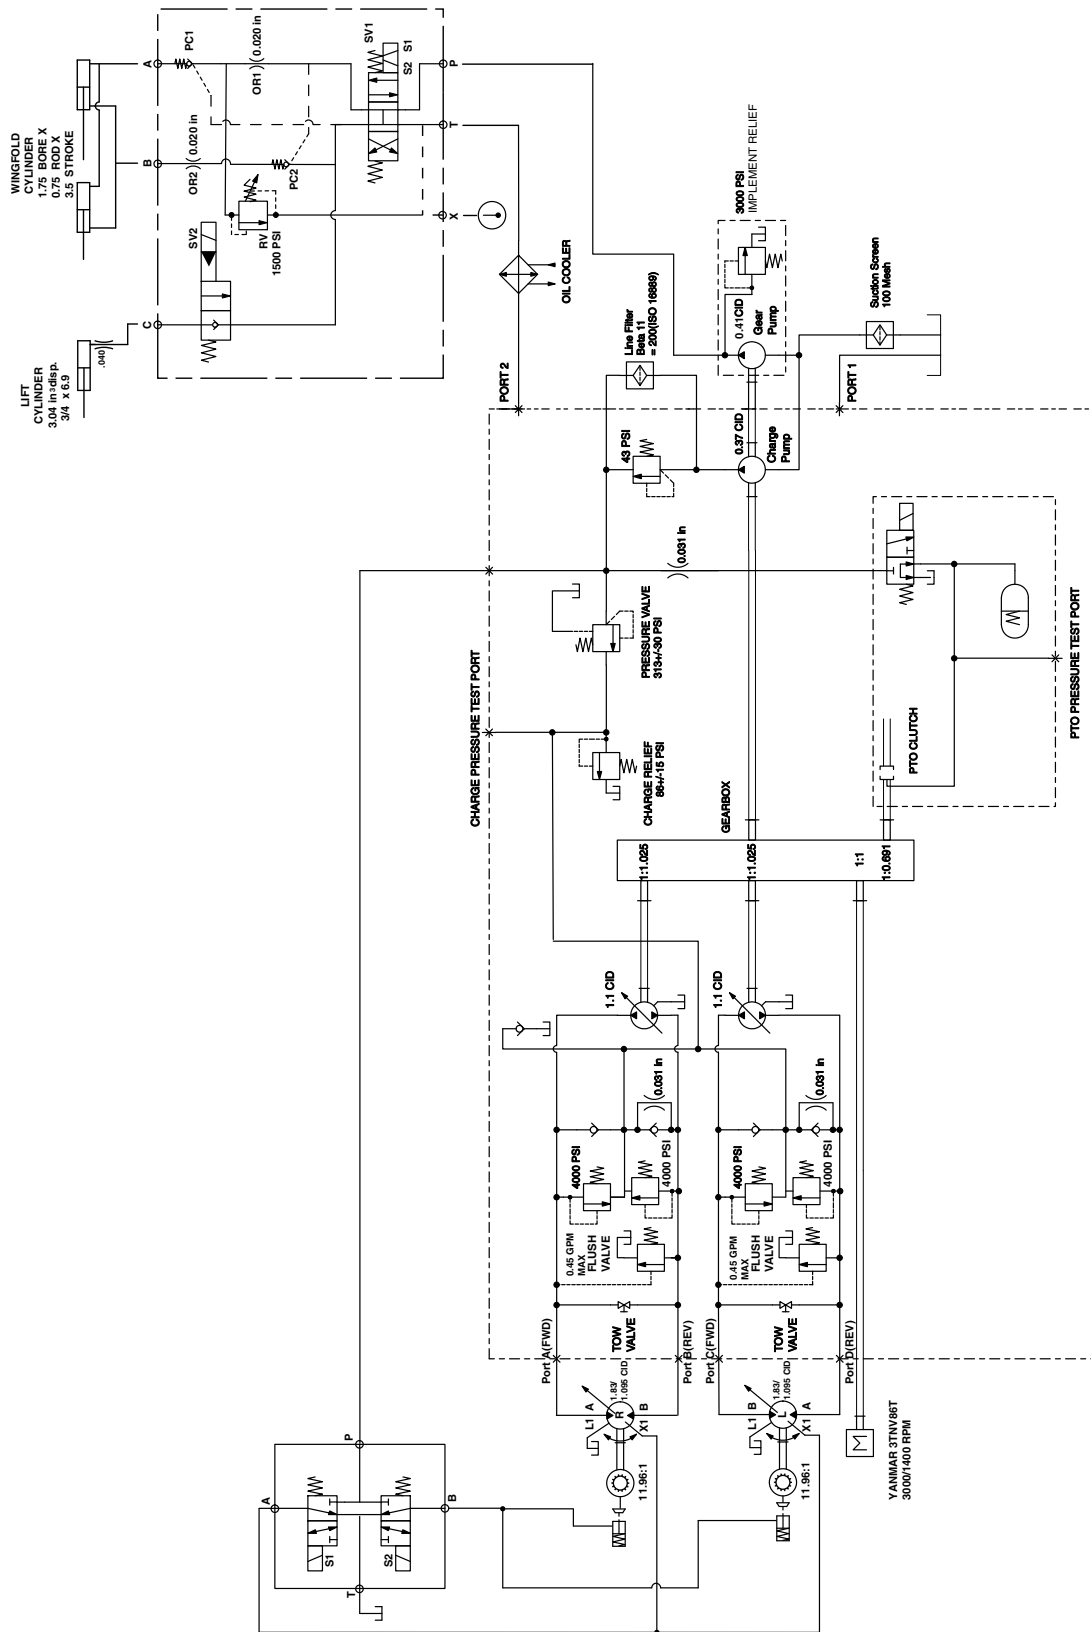 WINGFOLD
CYLINDER
1.75 BORE X
0.75 ROD X
3.5 STROKE
LIFT
CYLINDER
3.04 in³disp.
3/4 x 6.9
.040
A
B
C
PC1
OR1
0.020 in
OR2
0.020 in
PC2
SV1
S1
S2
SV2
RV
1500 PSI
P
T
X
OIL COOLER
3000 PSI
IMPLEMENT RELIEF
0.41CID
Gear
Pump
Suction Screen
100 Mesh
Line Filter
Beta 11
= 200(ISO 16889)
PORT 2
PORT 1
43 PSI
0.37 CID
Charge
Pump
0.031 in
PRESSURE VALVE
313+/-30 PSI
CHARGE PRESSURE TEST PORT
CHARGE RELIEF
86+/-15 PSI
PTO CLUTCH
PTO PRESSURE TEST PORT
GEARBOX
1:1.025
1:1.025
1:1
1:0.691
1.1 CID
1.1 CID
0.031 in
0.031 in
4000 PSI
4000 PSI
4000 PSI
4000 PSI
0.45 GPM
MAX
FLUSH
VALVE
0.45 GPM
MAX
FLUSH
VALVE
TOW
VALVE
TOW
VALVE
Port A(FWD)
Port B(REV)
Port C(FWD)
Port D(REV)
1.83/
1.095 CID
L1
A
R
B
X1
11.96:1
1.83/
1.095 CID
L1
B
L
A
X1
11.96:1
M
YANMAR 3TNV86T
3000/1400 RPM
P
A
B
T
S1
S2